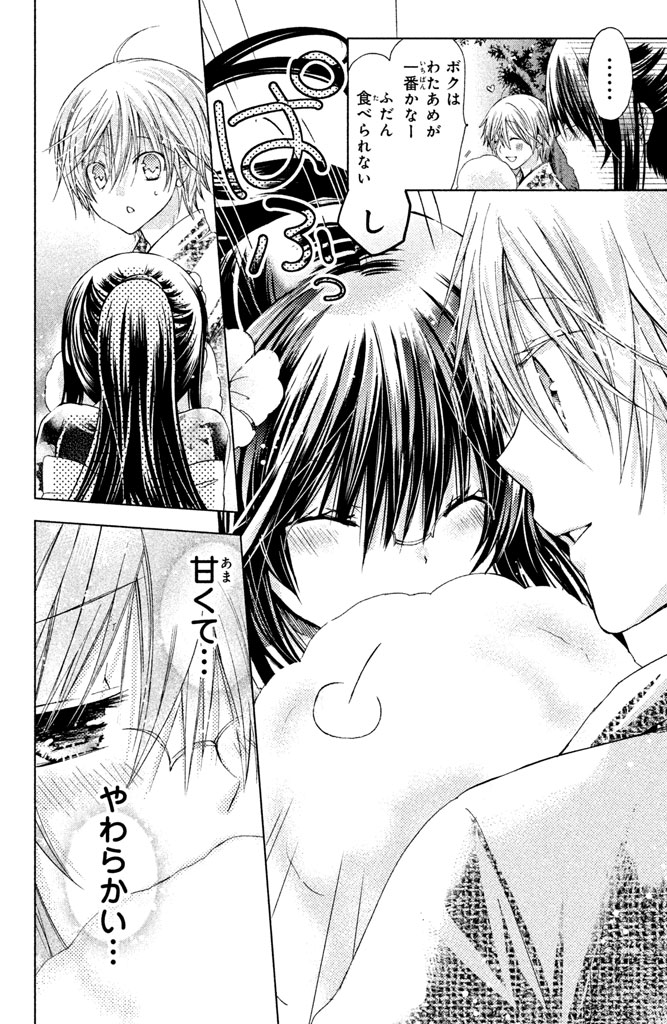 ……
ボクは
わたあめが
一番かなー
ふだん
食べられない
し
ぱふっ
甘くて…
やわらかい…